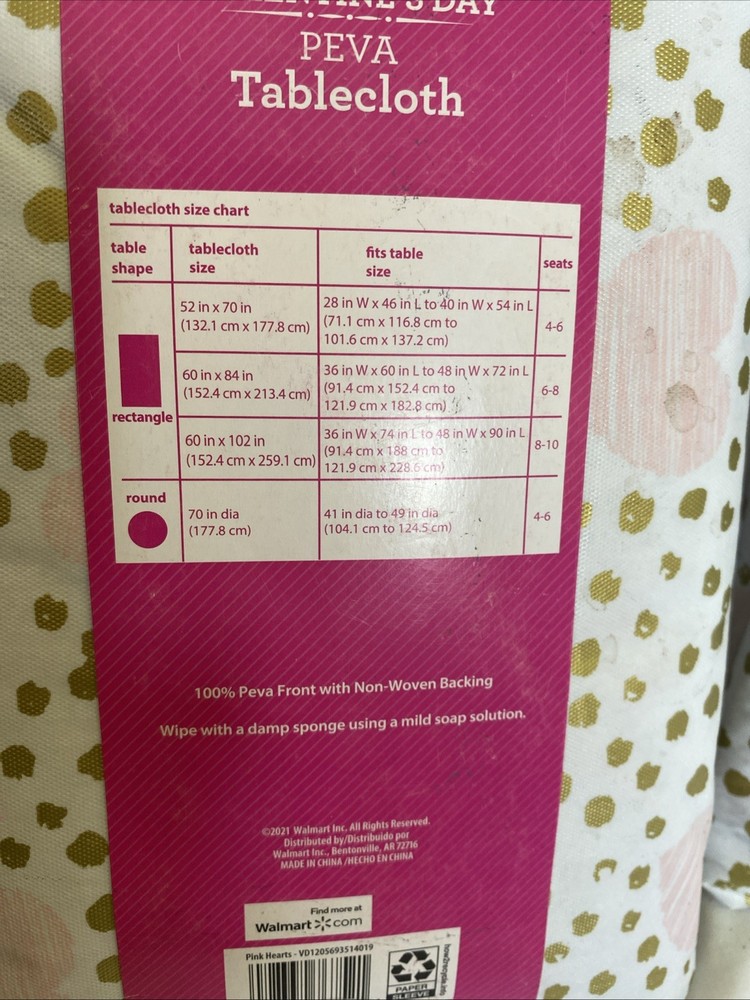 DAY
PEVA
Tablecloth
tablecloth size chart
table shape
tablecloth size
fits table size
seats
rectangle
52 in x 70 in
(132.1 cm x 177.8 cm)
28 in W x 46 in L to 40 in W x 54 in L
(71.1 cm x 116.8 cm to
101.6 cm x 137.2 cm)
4-6
60 in x 84 in
(152.4 cm x 213.4 cm)
36 in W x 60 in L to 48 in W x 72 in L
(91.4 cm x 152.4 cm to
121.9 cm x 182.8 cm)
6-8
60 in x 102 in
(152.4 cm x 259.1 cm)
36 in W x 74 in L to 48 in W x 90 in L
(91.4 cm x 188 cm to
121.9 cm x 228.6 cm)
8-10
round
70 in dia
(177.8 cm)
41 in dia to 49 in dia
(104.1 cm to 124.5 cm)
4-6
100% Peva Front with Non-Woven Backing
Wipe with a damp sponge using a mild soap solution.
©2021 Walmart Inc. All Rights Reserved.
Distributed by/Distribuido por
Walmart Inc., Bentonville, AR 72716
MADE IN CHINA /HECHO EN CHINA
Find more at
Walmart com
Pink Hearts - VD1205693514019
how2recycle.info
PAPER
SLEEVE